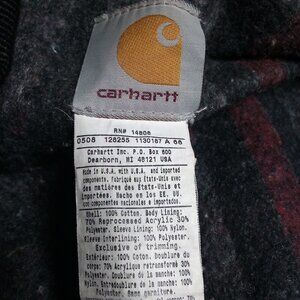 carhartt
RN# 14806
0508 126255 1130187 A 66
Carhartt Inc. P.O. Box 600
Dearborn, MI 48121 USA
Made in U.S.A. with U.S.A. and imported
components. Fabriqué aux États-Unis avec
des matières des États-Unis et
importées. Hecho en los EE. UU.
con componentes nacionales e importados.
Shell: 100% Cotton. Body Lining:
70% Reprocessed Acrylic 30%
Polyester. Sleeve Lining: 100% Nylon.
Sleeve Interlining: 100% Polyester.
Exclusive of trimming.
Extérieur: 100% Coton. Doublure du
corps: 70% Acrylique retransformé 30%
Polyester. Doublure de la manche: 100%
Nylon. Entre-doublure de la manche: 100%
Polyester. Sans garniture.